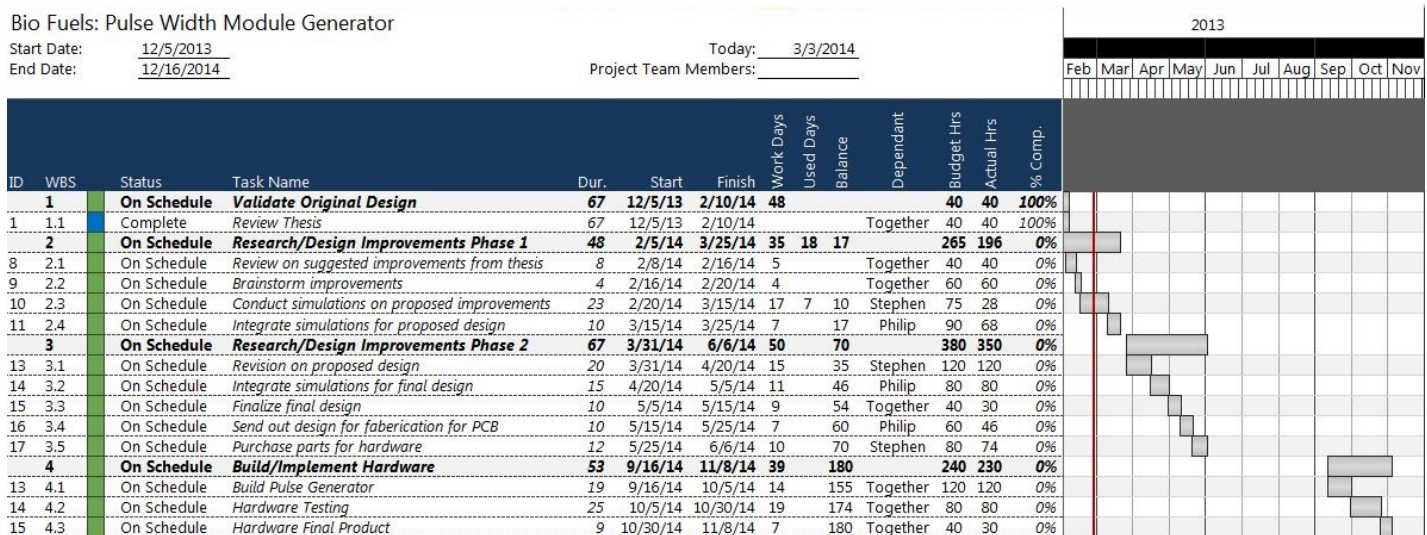 Bio Fuels: Pulse Width Module Generator
2013
Start Date: 12/5/2013 Today: 3/3/2014
End Date: 12/16/2014 Project Team Members:
Feb Mar Apr May Jun Jul Aug Sep Oct Nov
ID WBS Status Task Name Dur. Start Finish Work Days Used Days Balance Dependant Budget Hrs Actual Hrs % Comp.
1 On Schedule Validate Original Design 67 12/5/13 2/10/14 48 40 40 100%
1 1.1 Complete Review Thesis 67 12/5/13 2/10/14 Together 40 40 100%
2 On Schedule Research/Design Improvements Phase 1 48 2/5/14 3/25/14 35 18 17 265 196 0%
8 2.1 On Schedule Review on suggested improvements from thesis 8 2/8/14 2/16/14 5 Together 40 40 0%
9 2.2 On Schedule Brainstorm improvements 4 2/16/14 2/20/14 4 Together 60 60 0%
10 2.3 On Schedule Conduct simulations on proposed improvements 23 2/20/14 3/15/14 17 7 10 Stephen 75 28 0%
11 2.4 On Schedule Integrate simulations for proposed design 10 3/15/14 3/25/14 7 17 Philip 90 68 0%
3 On Schedule Research/Design Improvements Phase 2 67 3/31/14 6/6/14 50 70 380 350 0%
13 3.1 On Schedule Revision on proposed design 20 3/31/14 4/20/14 15 35 Stephen 120 120 0%
14 3.2 On Schedule Integrate simulations for final design 15 4/20/14 5/5/14 11 46 Philip 80 80 0%
15 3.3 On Schedule Finalize final design 10 5/5/14 5/15/14 9 54 Together 40 30 0%
16 3.4 On Schedule Send out design for faberication for PCB 10 5/15/14 5/25/14 7 60 Philip 60 46 0%
17 3.5 On Schedule Purchase parts for hardware 12 5/25/14 6/6/14 10 70 Stephen 80 74 0%
4 On Schedule Build/Implement Hardware 53 9/16/14 11/8/14 39 180 240 230 0%
13 4.1 On Schedule Build Pulse Generator 19 9/16/14 10/5/14 14 155 Together 120 120 0%
14 4.2 On Schedule Hardware Testing 25 10/5/14 10/30/14 19 174 Together 80 80 0%
15 4.3 On Schedule Hardware Final Product 9 10/30/14 11/8/14 7 180 Together 40 30 0%